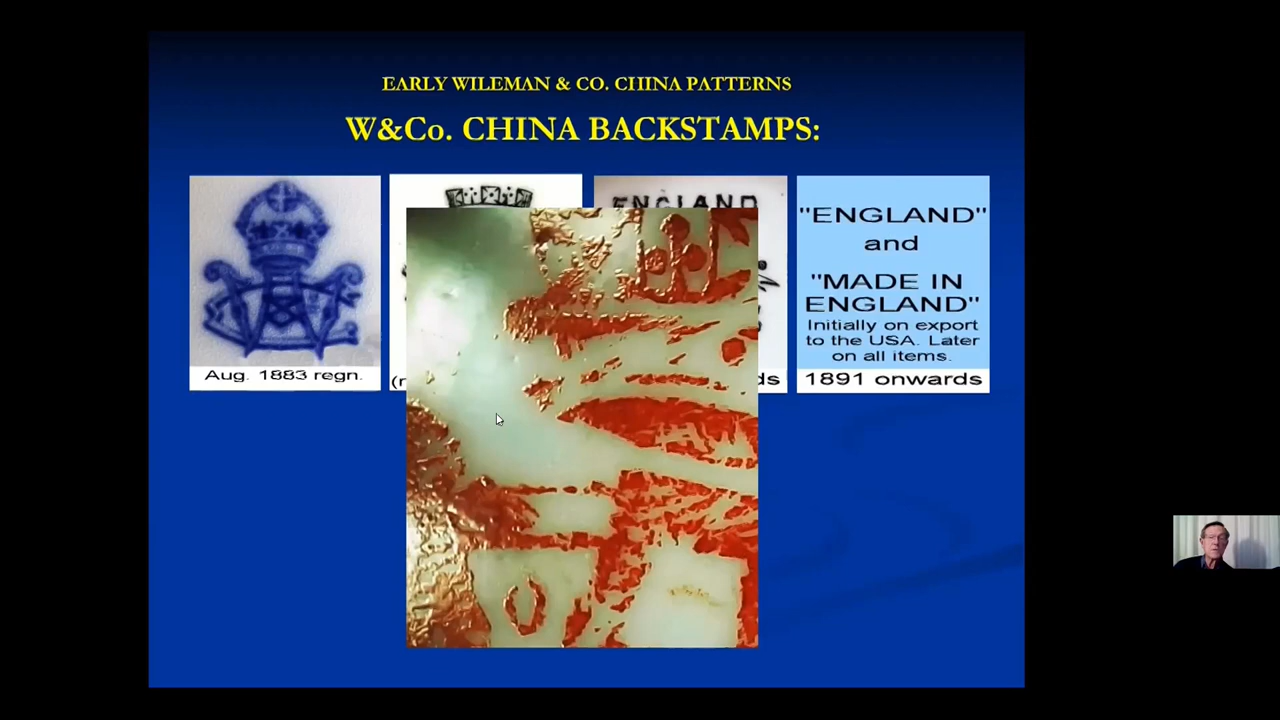 EARLY WILEMAN & CO. CHINA PATTERNS
W&Co. CHINA BACKSTAMPS:
ENGLAND
Aug. 1883 regn.
"ENGLAND"
and
"MADE IN
ENGLAND"
Initially on export
to the USA. Later
on all items.
1891 onwards